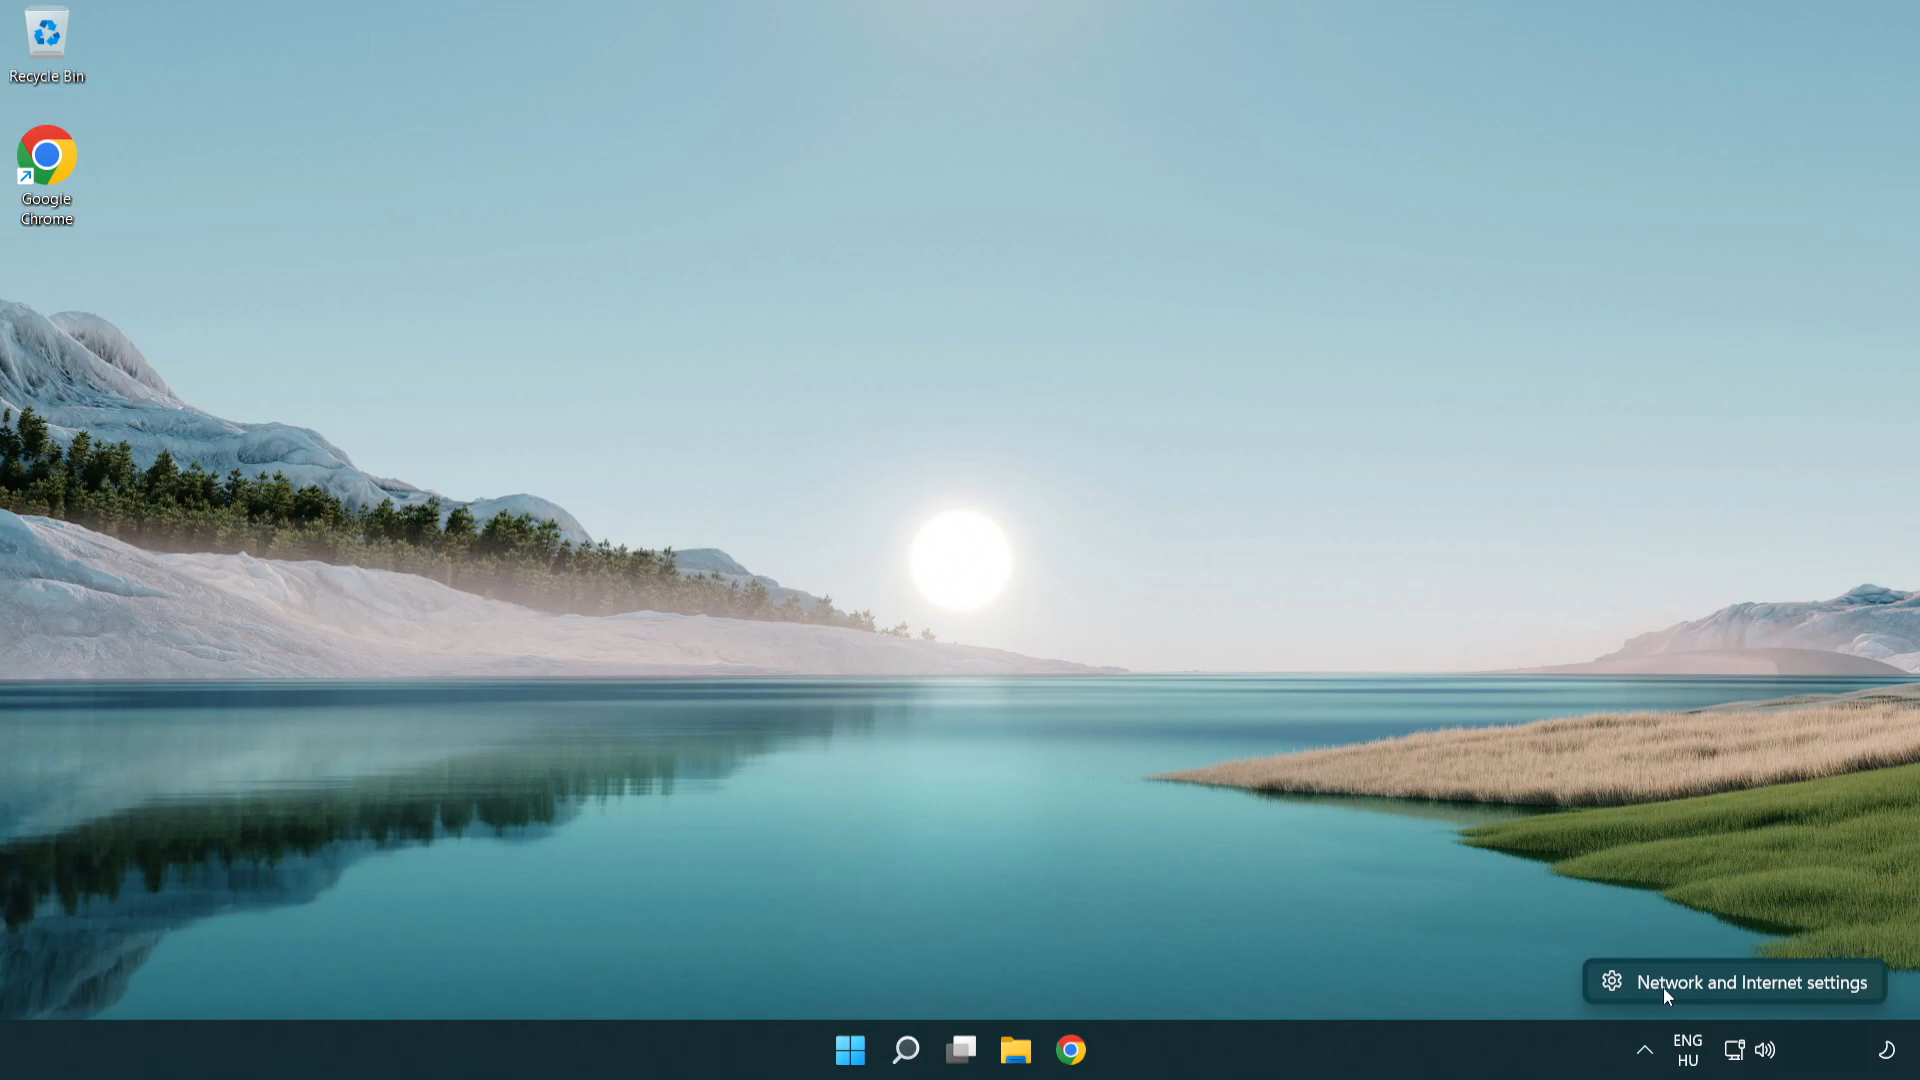 Recycle Bin
Google
Chrome
Network and Internet settings
ENG
HU